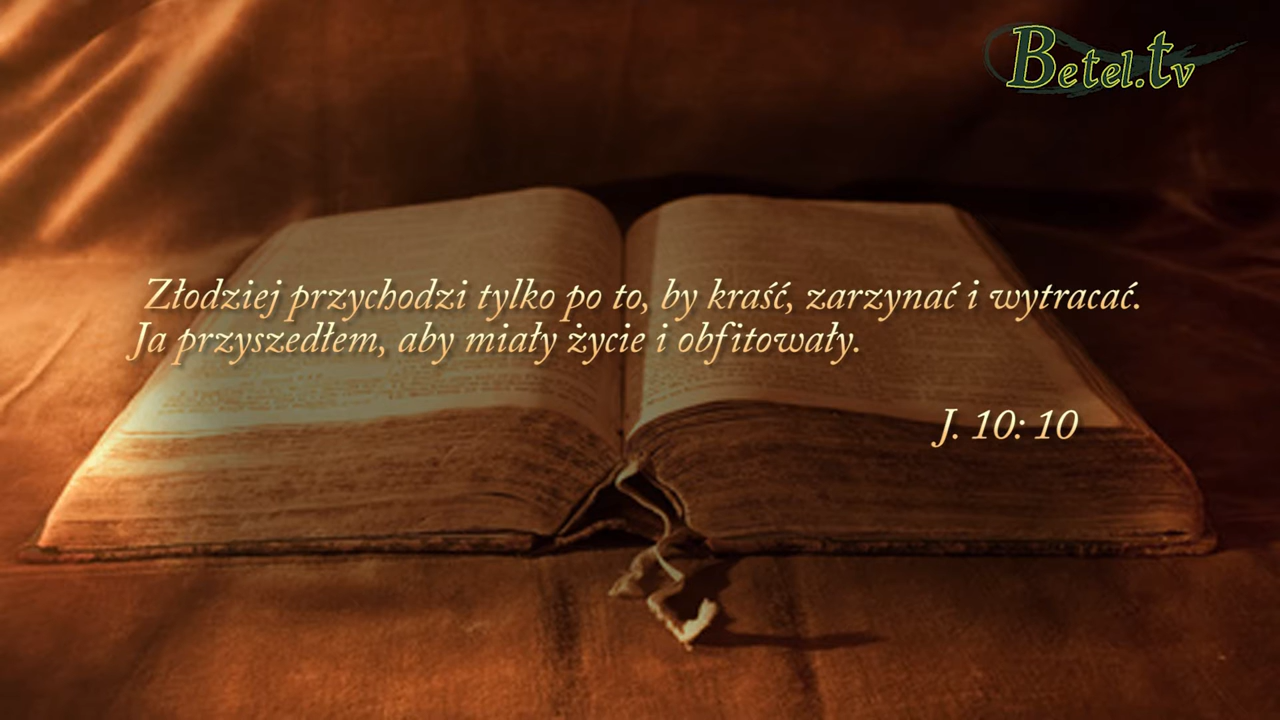 Betel.tv
Złodziej przychodzi tylko po to, by kraść, zarzynać i wytracać.
Ja przyszedłem, aby miały życie i obfitowały.
J. 10: 10